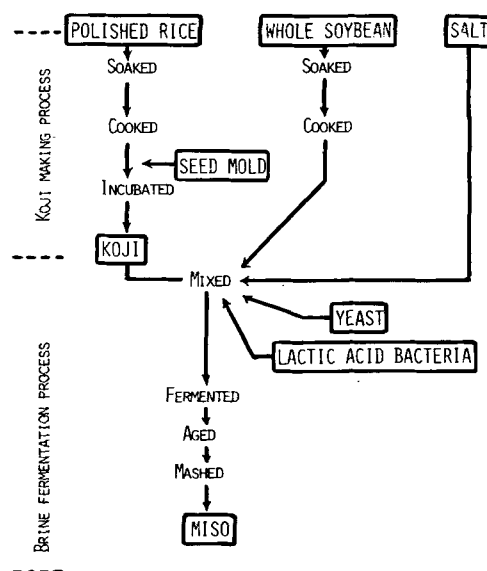 POLISHED RICE
WHOLE SOYBEAN
SALT
SOAKED
SOAKED
COOKED
COOKED
SEED MOLD
INCUBATED
KOJI
KOJI MAKING PROCESS
MIXED
YEAST
LACTIC ACID BACTERIA
FERMENTED
AGED
MASHED
MISO
BRINE FERMENTATION PROCESS